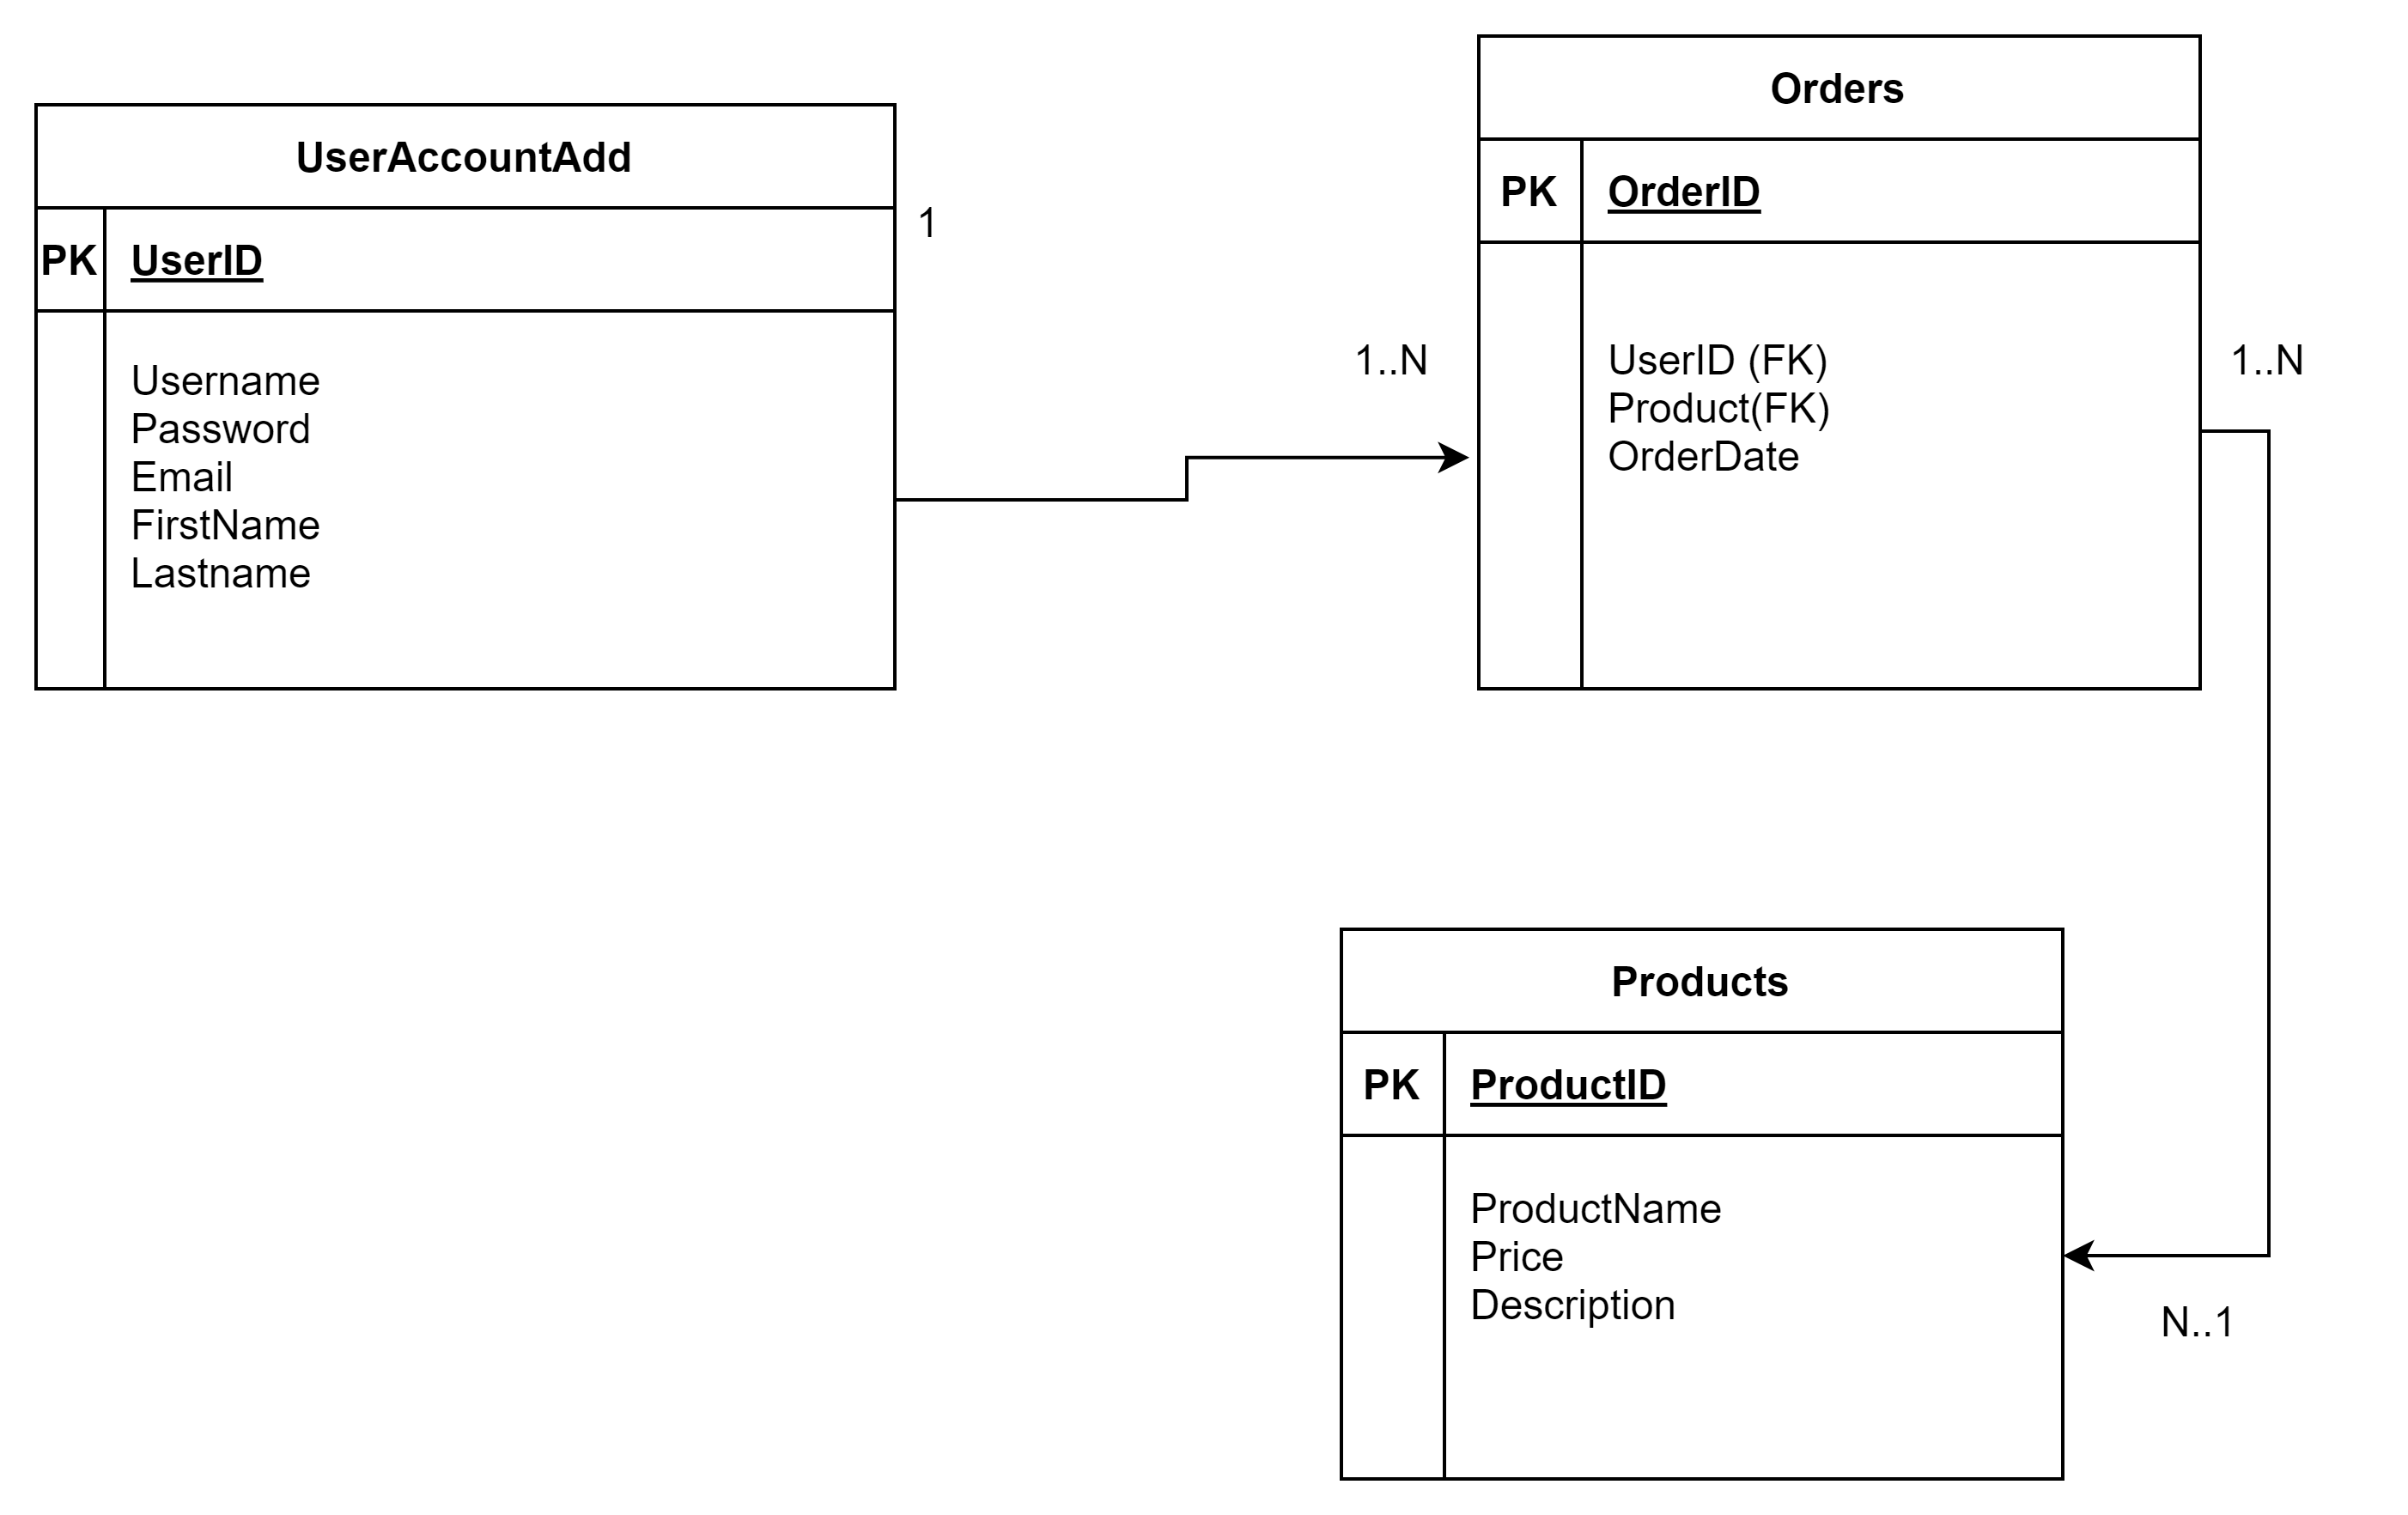 UserAccountAdd
PK UserID
Username
Password
Email
FirstName
Lastname
1
1..N
Orders
PK OrderID
UserID (FK)
Product(FK)
OrderDate
1..N
Products
PK ProductID
ProductName
Price
Description
N..1